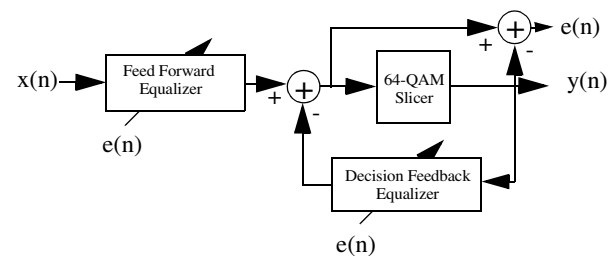 +
e(n)
+
-
x(n)
Feed Forward
Equalizer
+
+
-
64-QAM
Slicer
y(n)
e(n)
Decision Feedback
Equalizer
e(n)